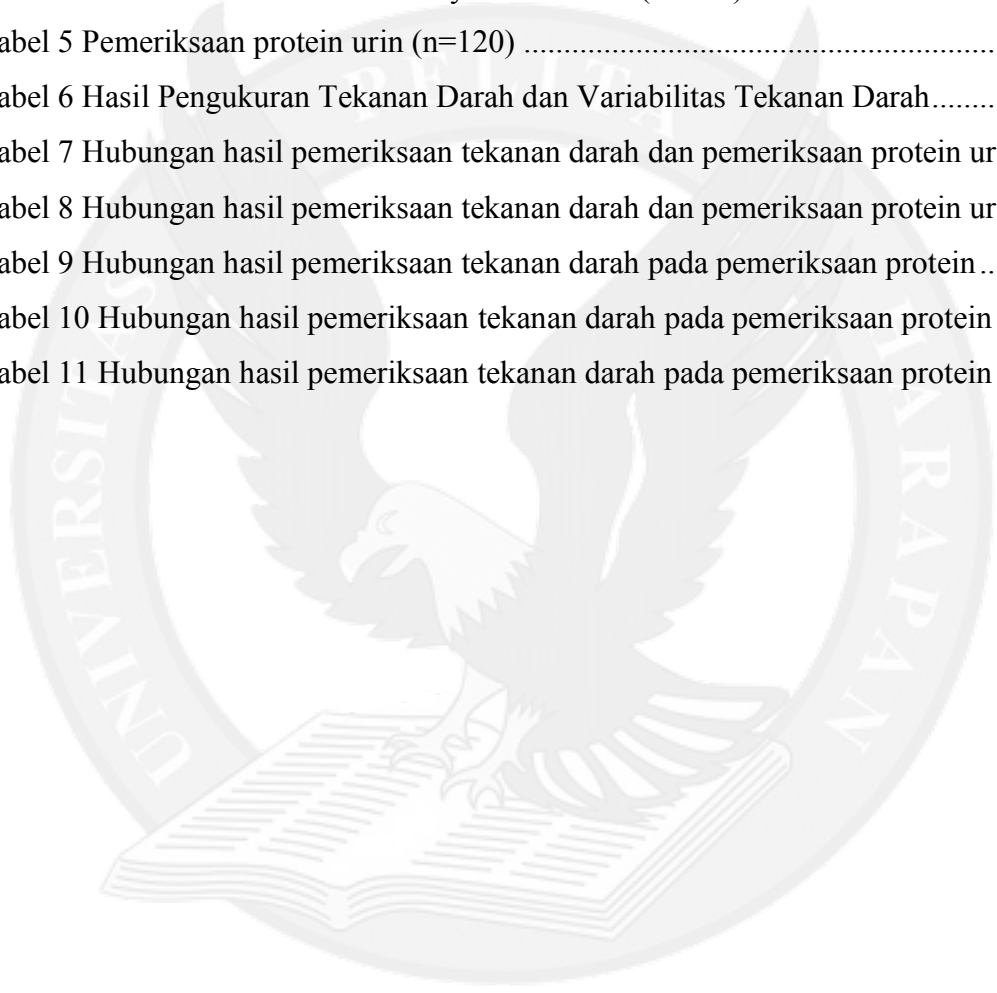 abel 5 Pemeriksaan protein urin (n=120) ..........................................................
abel 6 Hasil Pengukuran Tekanan Darah dan Variabilitas Tekanan Darah........
abel 7 Hubungan hasil pemeriksaan tekanan darah dan pemeriksaan protein ur
abel 8 Hubungan hasil pemeriksaan tekanan darah dan pemeriksaan protein ur
abel 9 Hubungan hasil pemeriksaan tekanan darah pada pemeriksaan protein..
abel 10 Hubungan hasil pemeriksaan tekanan darah pada pemeriksaan protein
abel 11 Hubungan hasil pemeriksaan tekanan darah pada pemeriksaan protein
UNIVERSITAS PELITA HARAPAN